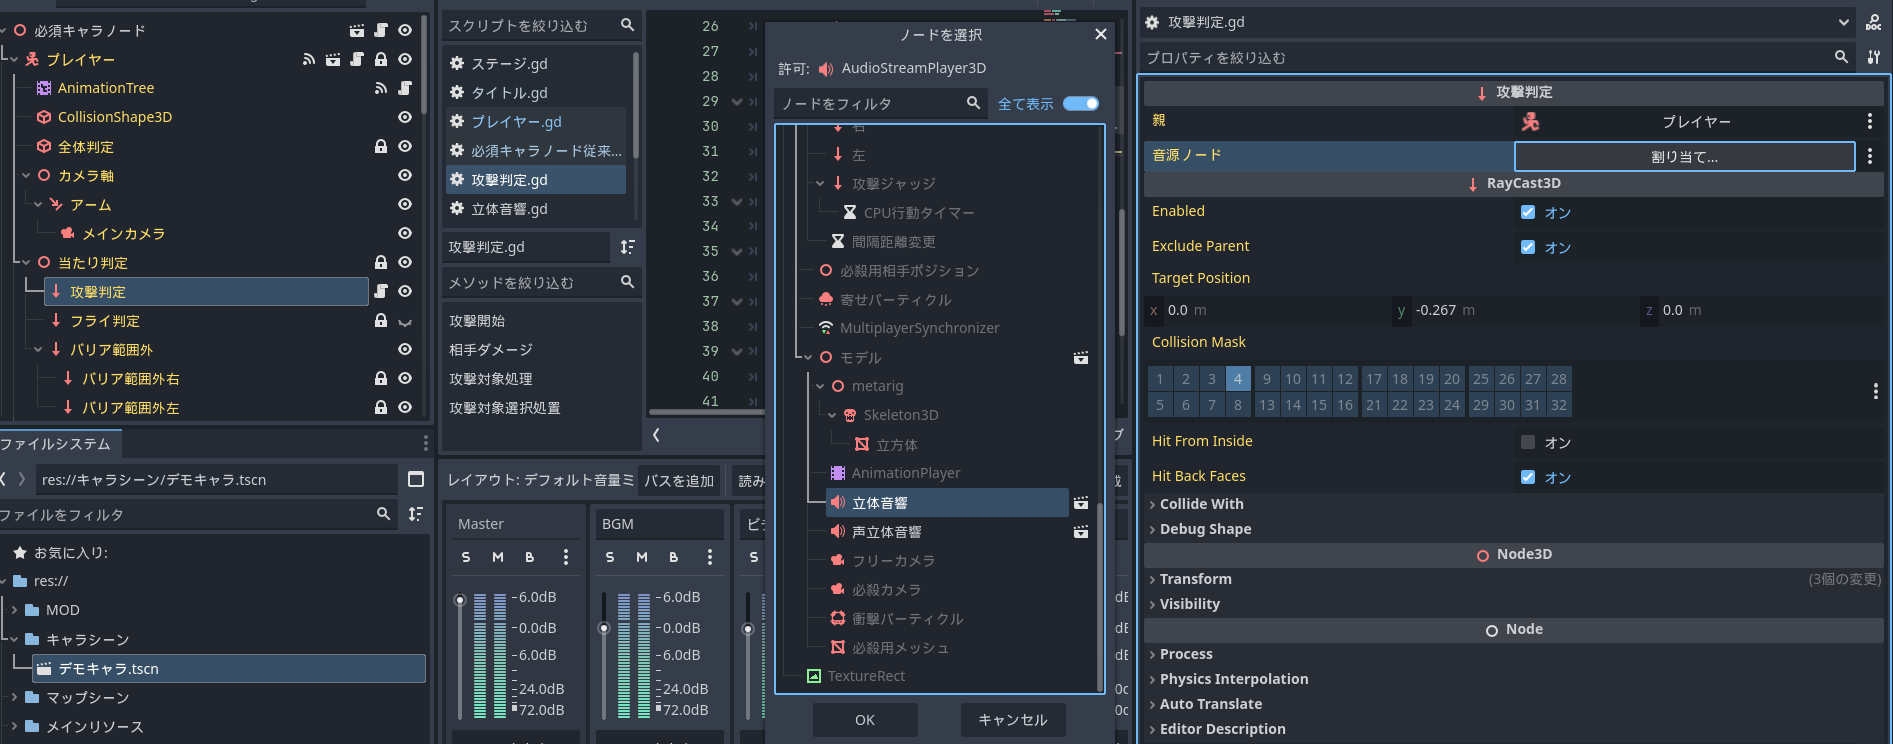 必須キャラノード
プレイヤー
AnimationTree
CollisionShape3D
全体判定
カメラ軸
アーム
メインカメラ
当たり判定
攻撃判定
フライ判定
バリア範囲外
バリア範囲外右
バリア範囲外左
ファイルシステム
res://キャラシーン/デモキャラ.tscn
ファイルをフィルタ
お気に入り:
res://
MOD
キャラシーン
デモキャラ.tscn
マップシーン
メインリソース
スクリプトを絞り込む
ステージ.gd
タイトル.gd
プレイヤー.gd
必須キャラノード従来...
攻撃判定.gd
立体音響.gd
攻撃判定.gd
メソッドを絞り込む
攻撃開始
相手ダメージ
攻撃対象処理
攻撃対象選択処置
26
27
28
29
30
31
32
33
34
35
36
37
38
39
40
41
レイアウト: デフォルト音量ミ
バスを追加
読み
Master
S M B
-6.0dB
-0.0dB
-6.0dB
-24.0dB
-72.0dB
BGM
S M B
-6.0dB
-0.0dB
-6.0dB
-24.0dB
-72.0dB
S
ノードを選択
許可: AudioStreamPlayer3D
ノードをフィルタ
全て表示
右
左
攻撃ジャッジ
CPU行動タイマー
間隔距離変更
必殺用相手ポジション
寄せパーティクル
MultiplayerSynchronizer
モデル
metarig
Skeleton3D
立方体
AnimationPlayer
立体音響
声立体音響
フリーカメラ
必殺カメラ
衝撃パーティクル
必殺用メッシュ
TextureRect
OK
キャンセル
攻撃判定.gd
DOC
プロパティを絞り込む
攻撃判定
親
プレイヤー
音源ノード
割り当て...
RayCast3D
Enabled
オン
Exclude Parent
オン
Target Position
x 0.0 m
y -0.267 m
z 0.0 m
Collision Mask
1 2 3 4 9 10 11 12 17 18 19 20 25 26 27 28
5 6 7 8 13 14 15 16 21 22 23 24 29 30 31 32
Hit From Inside
オン
Hit Back Faces
オン
Collide With
Debug Shape
Node3D
Transform
(3個の変更)
Visibility
Node
Process
Physics Interpolation
Auto Translate
Editor Description